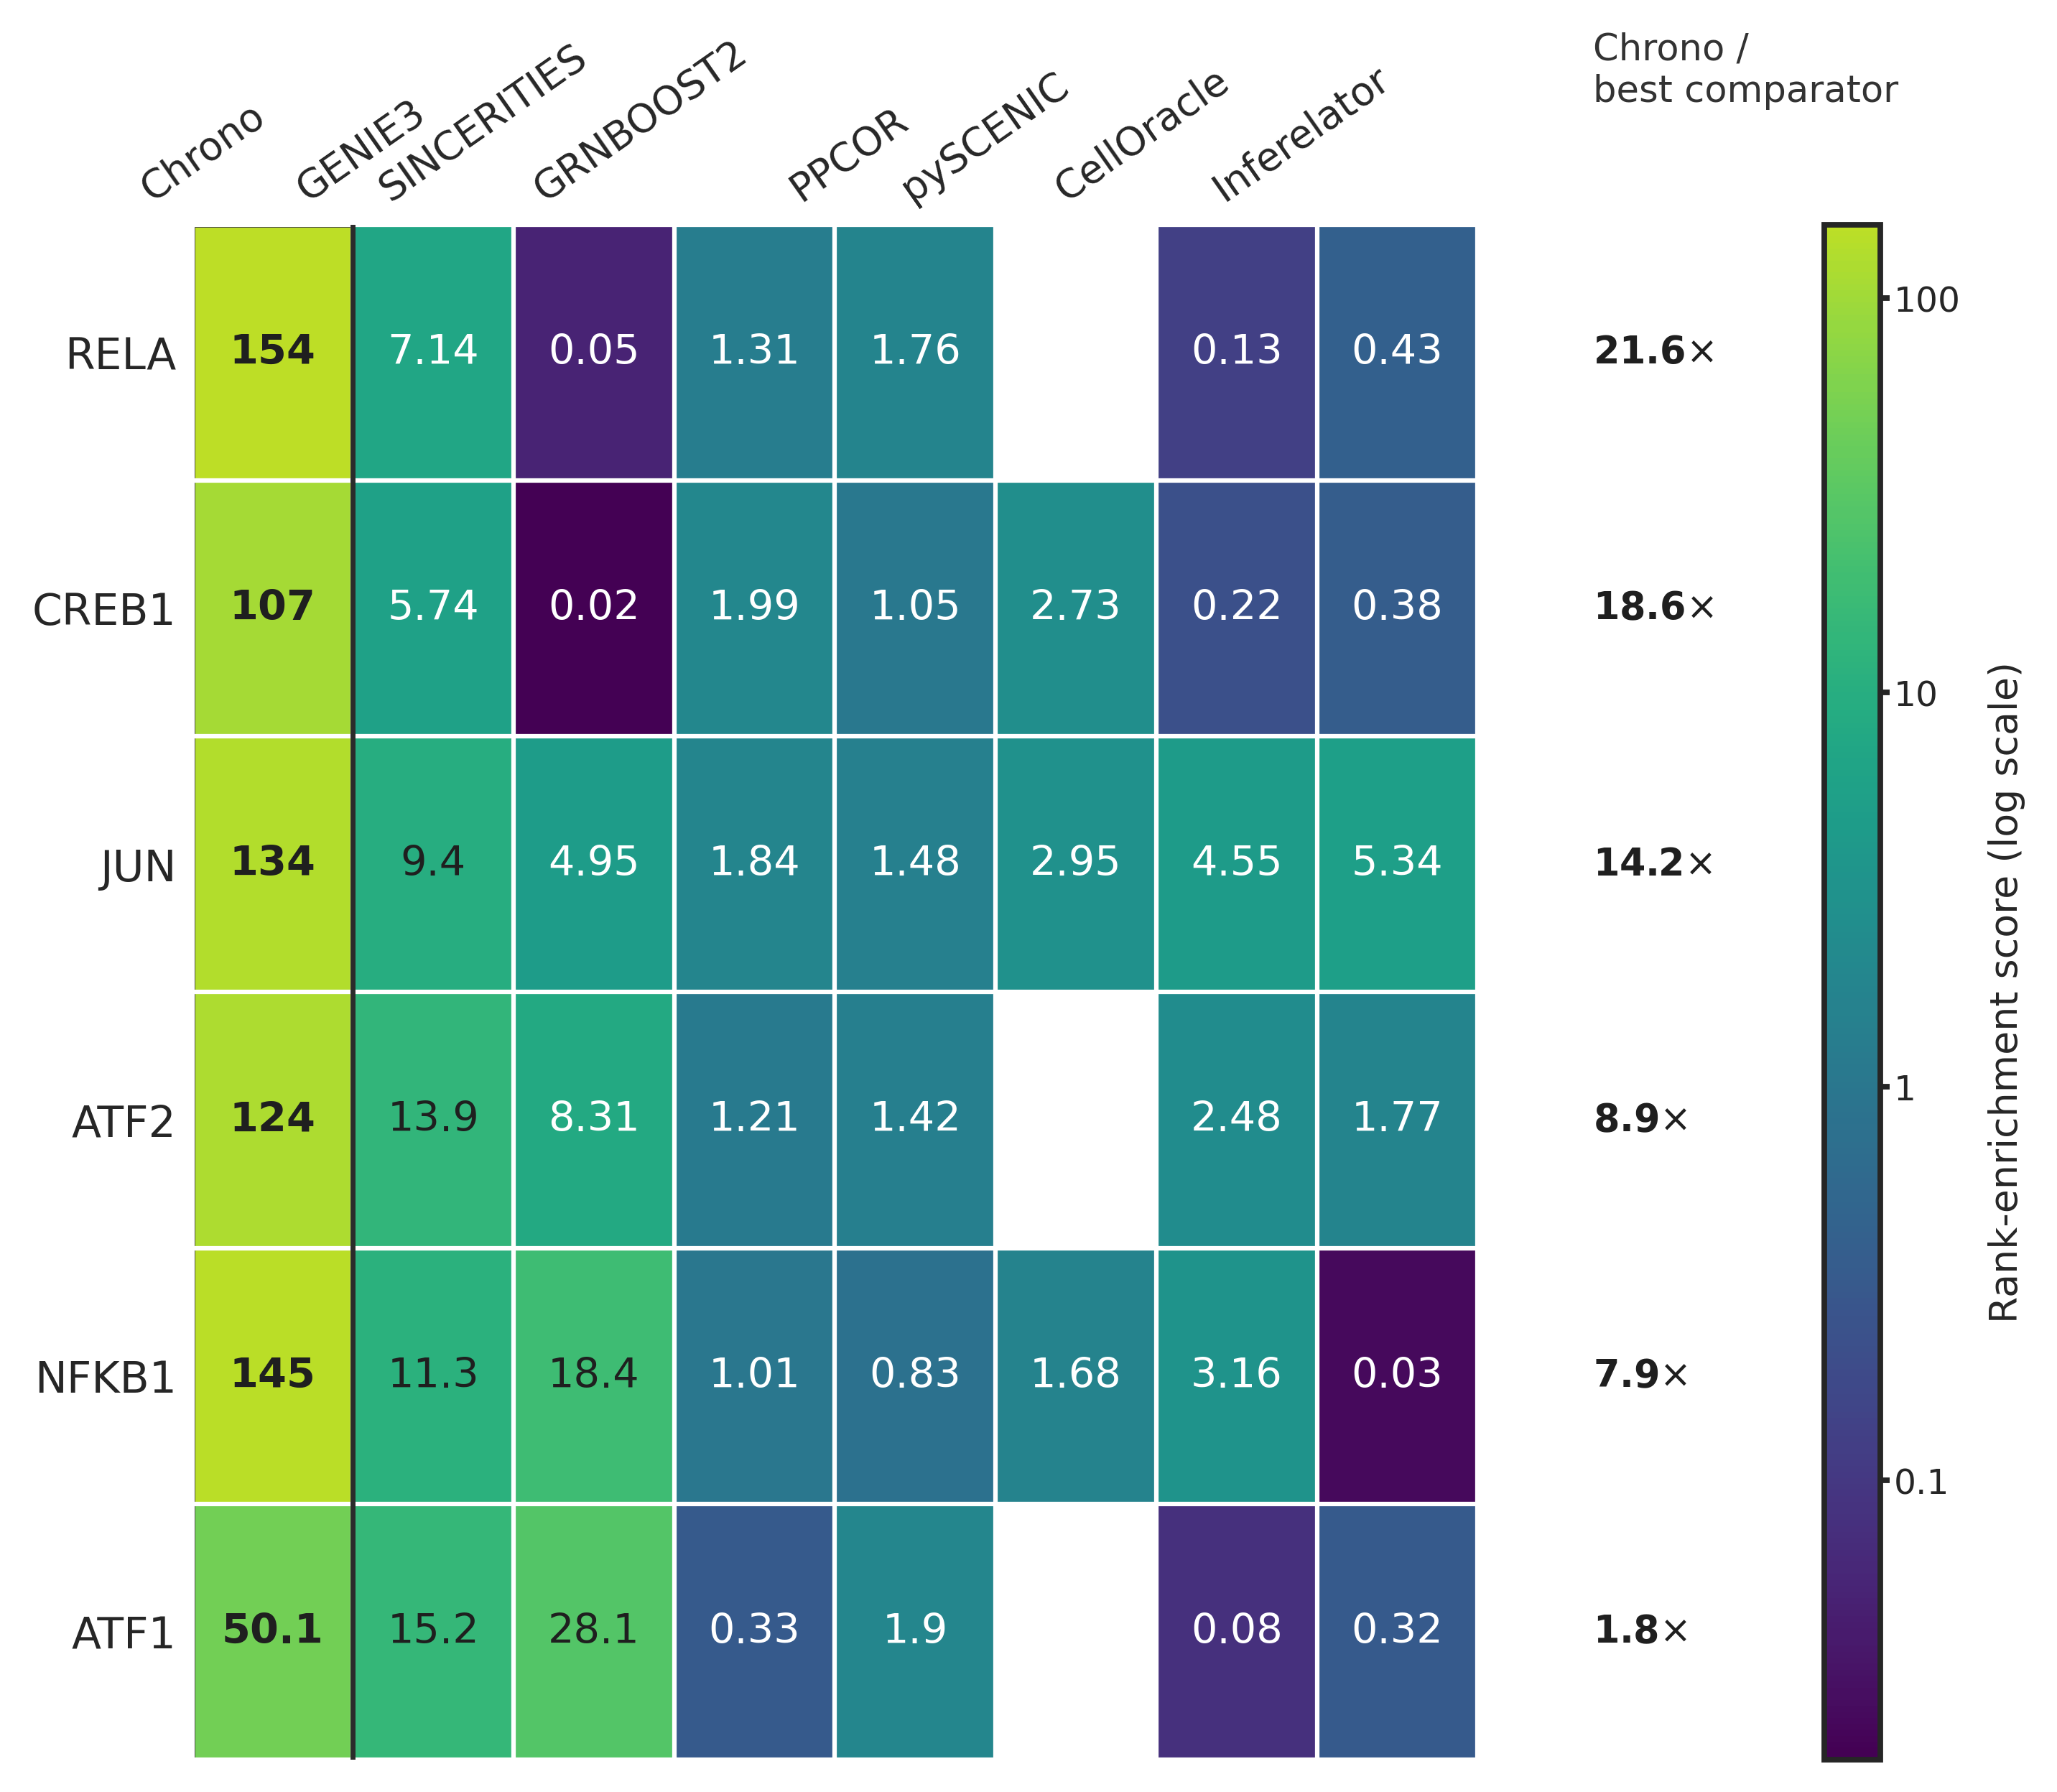 Chrono /
best comparator
Chrono GENIE3 SINCERITIES GRNBOOST2 PPCOR pySCENIC CellOracle Inferelator
RELA 154 7.14 0.05 1.31 1.76 0.13 0.43 21.6×
CREB1 107 5.74 0.02 1.99 1.05 2.73 0.22 0.38 18.6×
JUN 134 9.4 4.95 1.84 1.48 2.95 4.55 5.34 14.2×
ATF2 124 13.9 8.31 1.21 1.42 2.48 1.77 8.9×
NFKB1 145 11.3 18.4 1.01 0.83 1.68 3.16 0.03 7.9×
ATF1 50.1 15.2 28.1 0.33 1.9 0.08 0.32 1.8×
100
10
1
0.1
Rank-enrichment score (log scale)